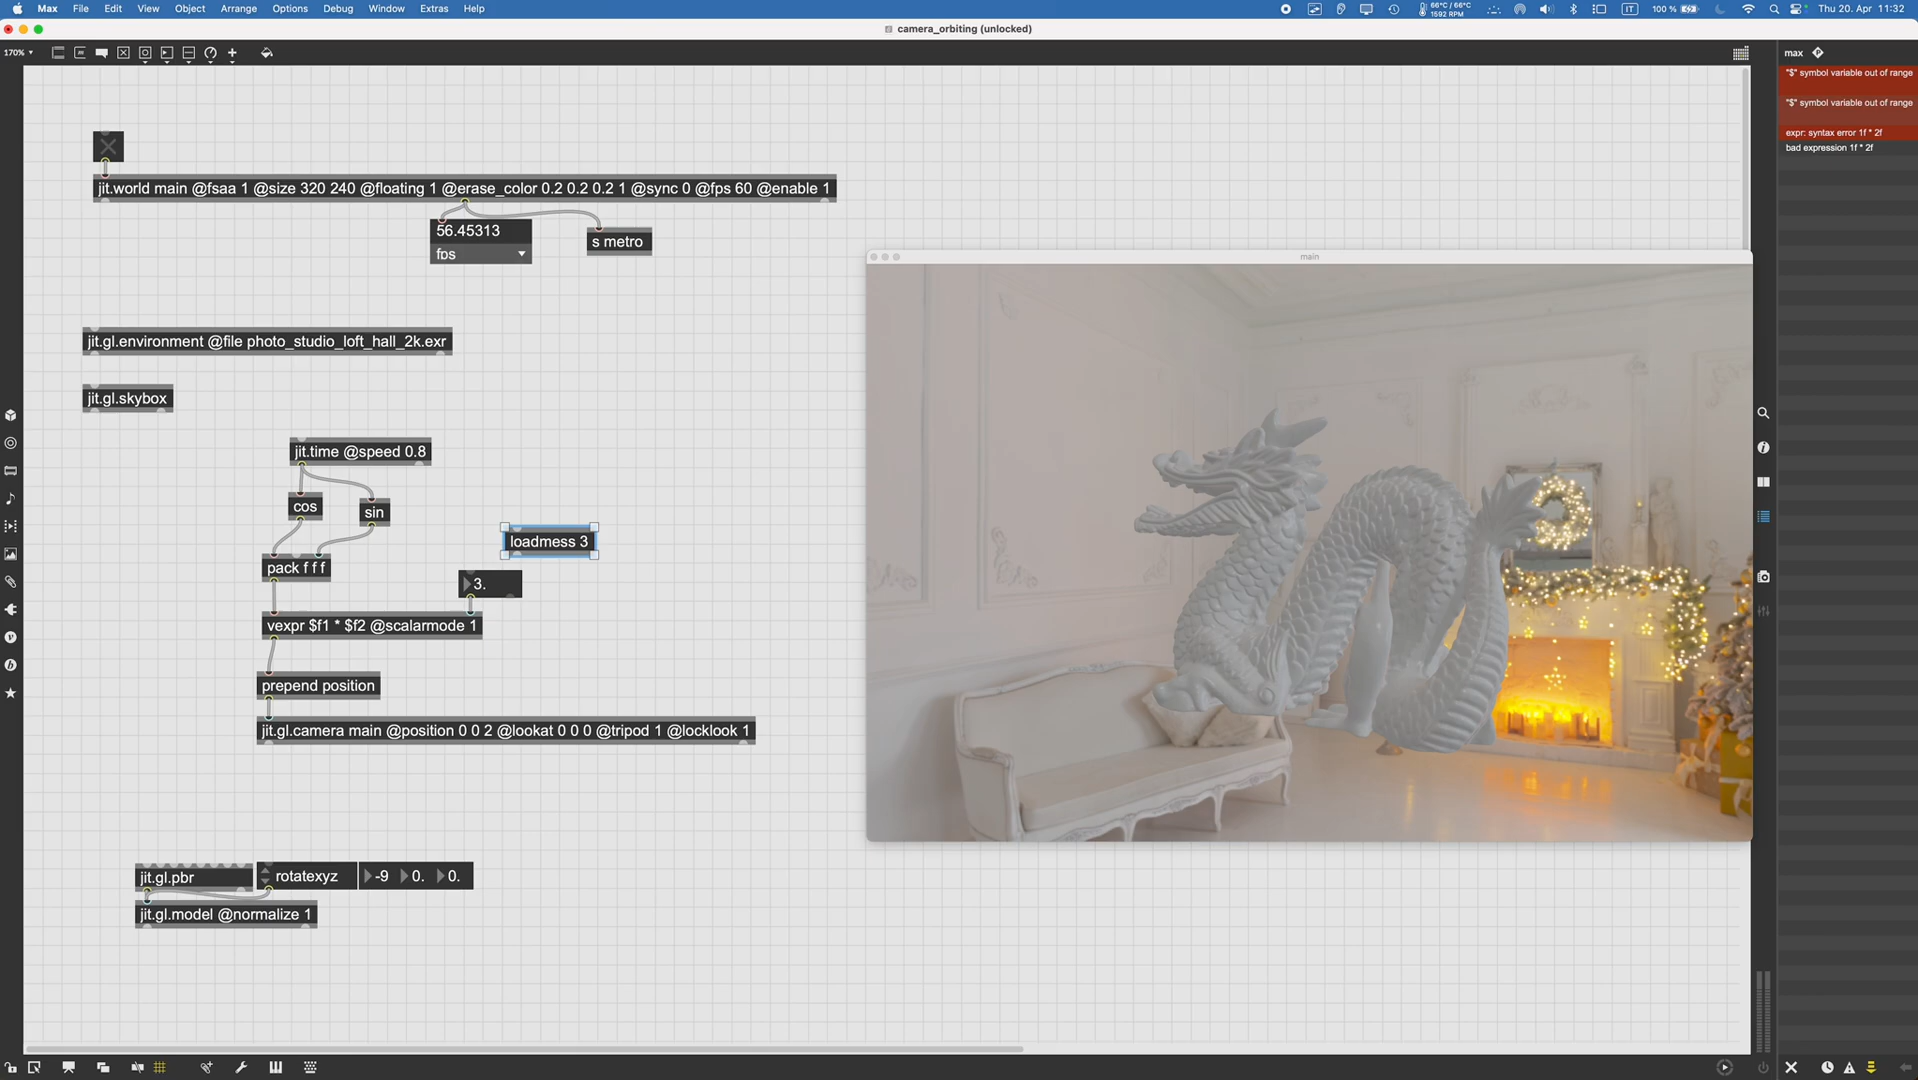 Max File Edit View Object Arrange Options Debug Window Extras Help
66°C / 66°C
1592 RPM
IT 100 % Thu 20. Apr 11:32
camera_orbiting (unlocked)
170%
max
"$" symbol variable out of range
"$" symbol variable out of range
expr: syntax error 1f * 2f
bad expression 1f * 2f
jit.world main @fsaa 1 @size 320 240 @floating 1 @erase_color 0.2 0.2 0.2 1 @sync 0 @fps 60 @enable 1
56.45313
fps
s metro
main
jit.gl.environment @file photo_studio_loft_hall_2k.exr
jit.gl.skybox
jit.time @speed 0.8
cos
sin
loadmess 3
pack f f f
3.
vexpr $f1 * $f2 @scalarmode 1
prepend position
jit.gl.camera main @position 0 0 2 @lookat 0 0 0 @tripod 1 @locklook 1
jit.gl.pbr
rotatexyz -9 0. 0.
jit.gl.model @normalize 1